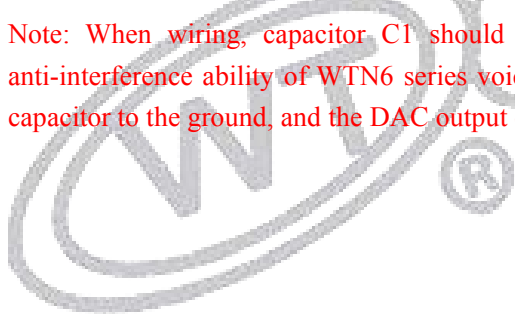 Note: When wiring, capacitor C1 should
anti-interference ability of WTN6 series
capacitor to the ground, and the DAC output
WT
®